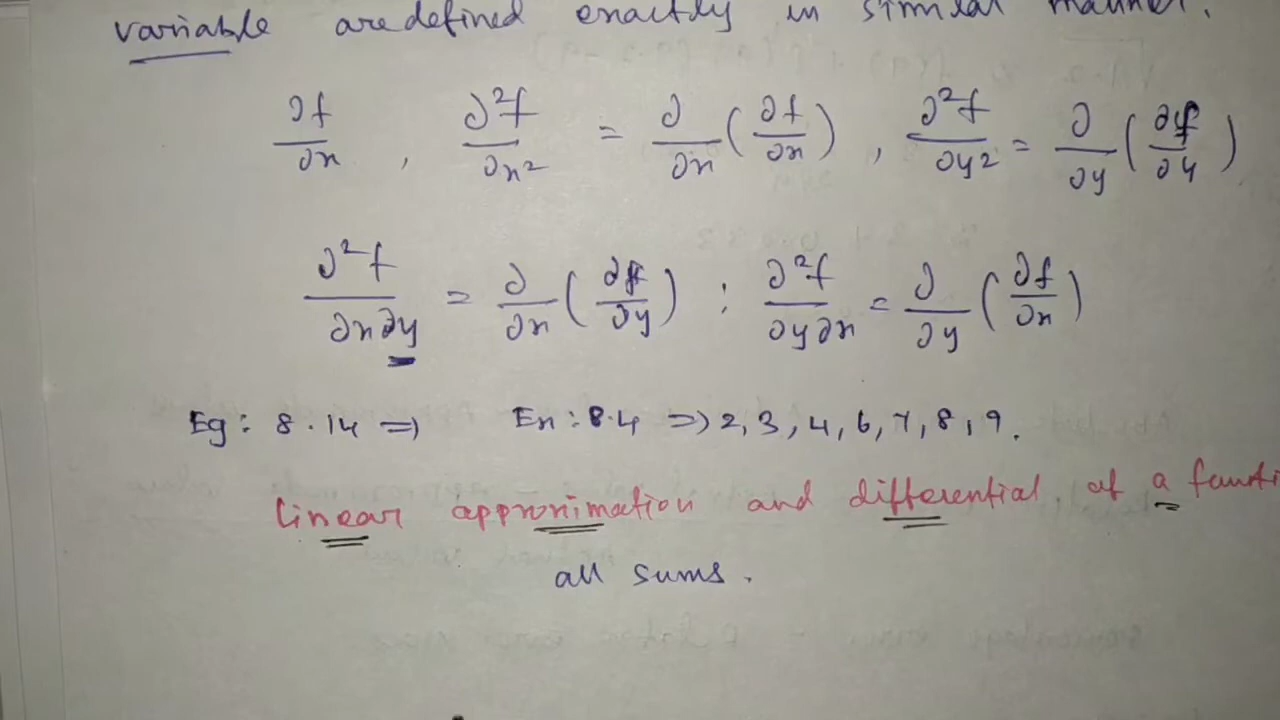 variable are defined exactly in similar manner.
∂f/∂x , ∂²f/∂x² = ∂/∂x (∂f/∂x) , ∂²f/∂y² = ∂/∂y (∂f/∂y)
∂²f/∂x∂y = ∂/∂x (∂f/∂y) ; ∂²f/∂y∂x = ∂/∂y (∂f/∂x)
Eg : 8.14 ⇒ Ex : 8.4 ⇒ 2, 3, 4, 6, 7, 8, 9.
Linear approximation and differential of a functi
all sums.